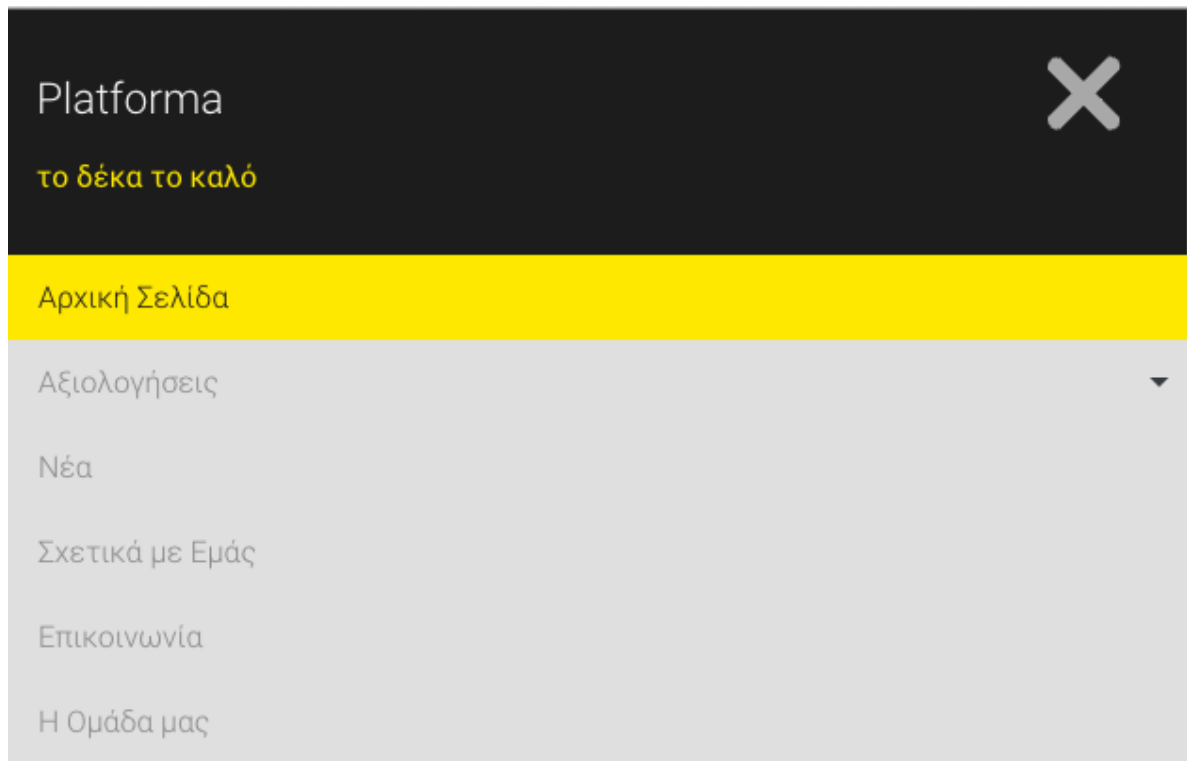 Platforma
το δέκα το καλό
Αρχική Σελίδα
Αξιολογήσεις
Νέα
Σχετικά με Εμάς
Επικοινωνία
Η Ομάδα μας